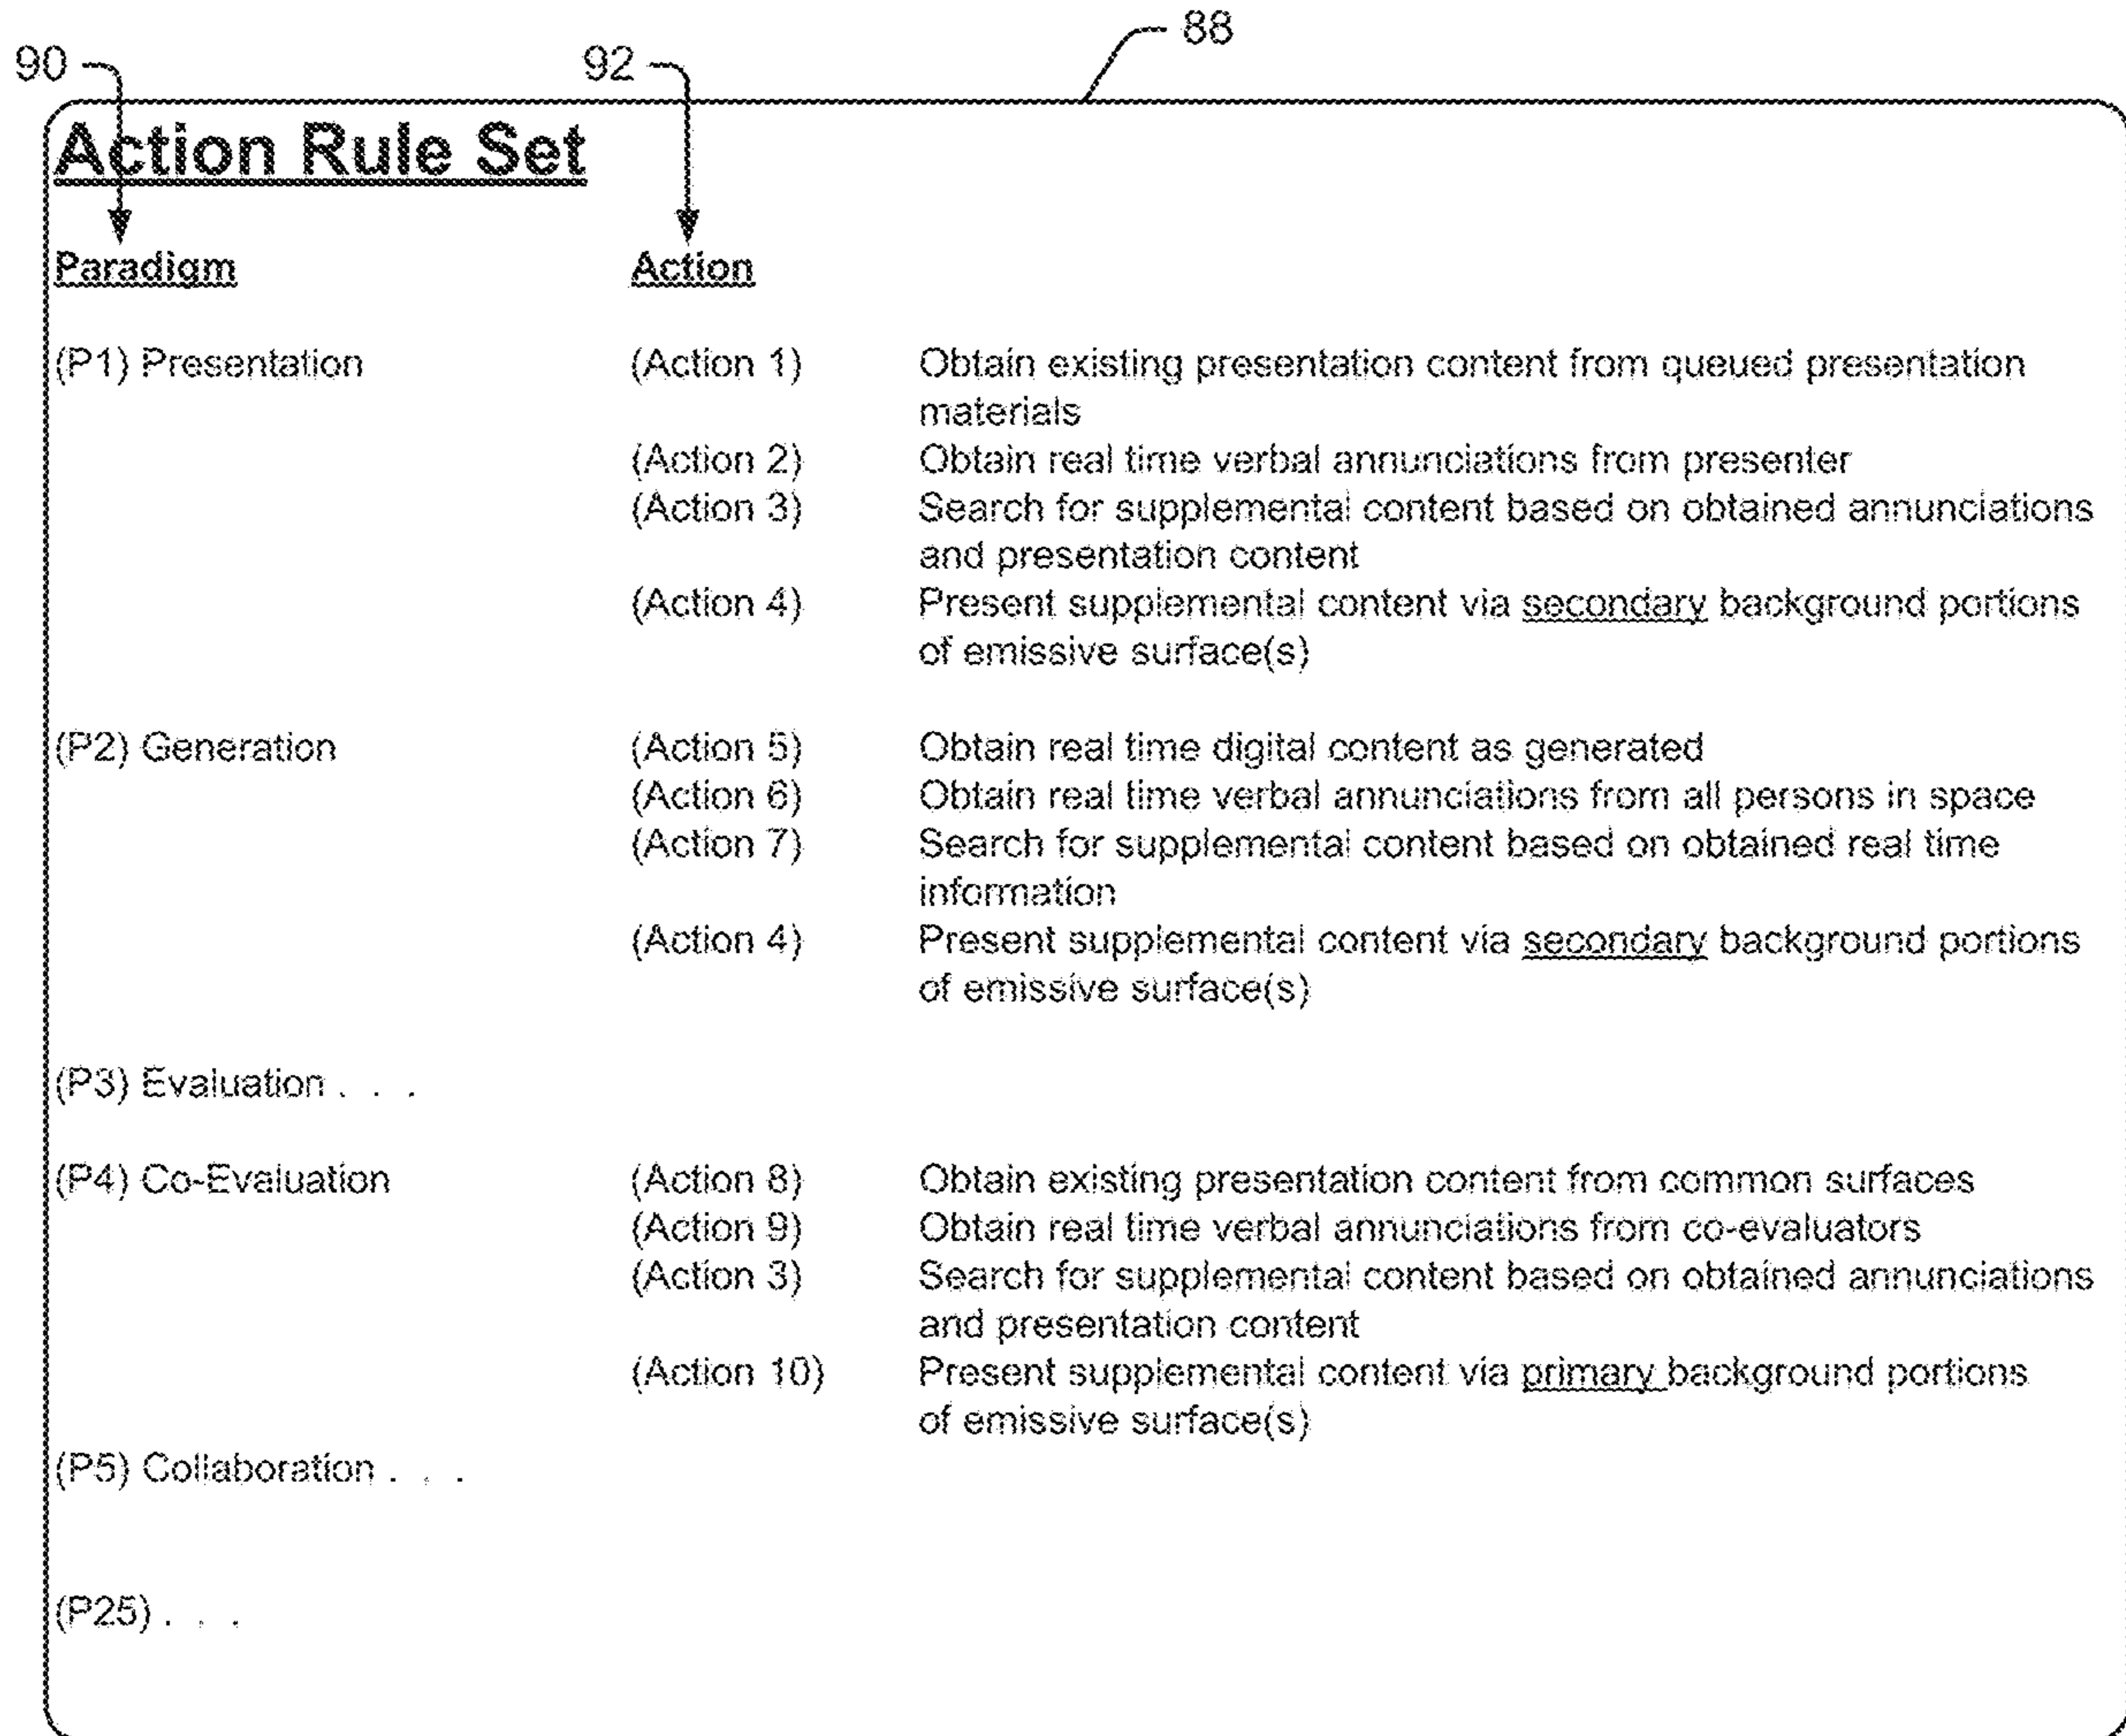 88
90
92
Action Rule Set
Paradigm Action
(P1) Presentation (Action 1) Obtain existing presentation content from queued presentation
materials
(Action 2) Obtain real time verbal annunciations from presenter
(Action 3) Search for supplemental content based on obtained annunciations
and presentation content
(Action 4) Present supplemental content via secondary background portions
of emissive surface(s)
(P2) Generation (Action 5) Obtain real time digital content as generated
(Action 6) Obtain real time verbal annunciations from all persons in space
(Action 7) Search for supplemental content based on obtained real time
information
(Action 4) Present supplemental content via secondary background portions
of emissive surface(s)
(P3) Evaluation . . .
(P4) Co-Evaluation (Action 8) Obtain existing presentation content from common surfaces
(Action 9) Obtain real time verbal annunciations from co-evaluators
(Action 3) Search for supplemental content based on obtained annunciations
and presentation content
(Action 10) Present supplemental content via primary background portions
of emissive surface(s)
(P5) Collaboration . . .
(P25) . . .